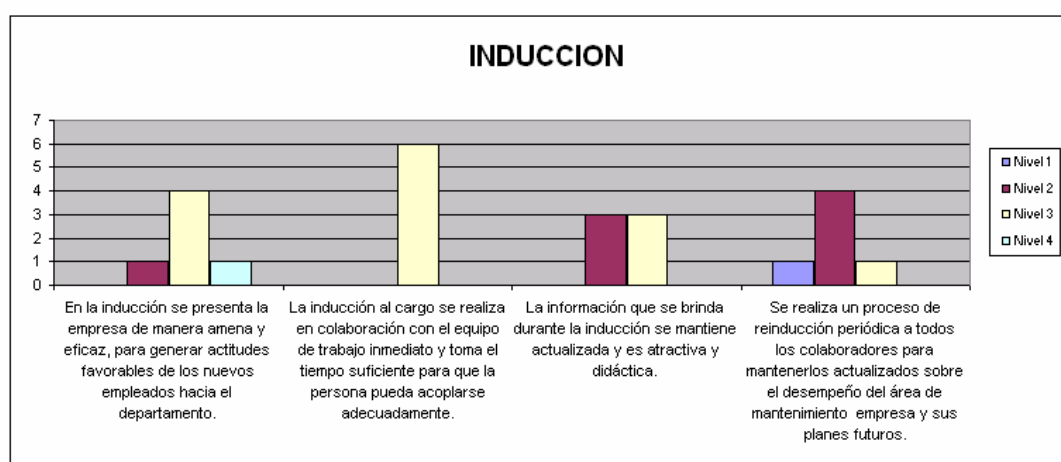 INDUCCION
7
6
5
4
3
2
1
0
Nivel 1
Nivel 2
Nivel 3
Nivel 4
En la inducción se presenta la
empresa de manera amena y
eficaz, para generar actitudes
favorables de los nuevos
empleados hacia el
departamento.
La inducción al cargo se realiza
en colaboración con el equipo
de trabajo inmediato y toma el
tiempo suficiente para que la
persona pueda acoplarse
adecuadamente.
La información que se brinda
durante la inducción se mantiene
actualizada y es atractiva y
didáctica.
Se realiza un proceso de
reinducción periódica a todos
los colaboradores para
mantenerlos actualizados sobre
el desempeño del área de
mantenimiento empresa y sus
planes futuros.